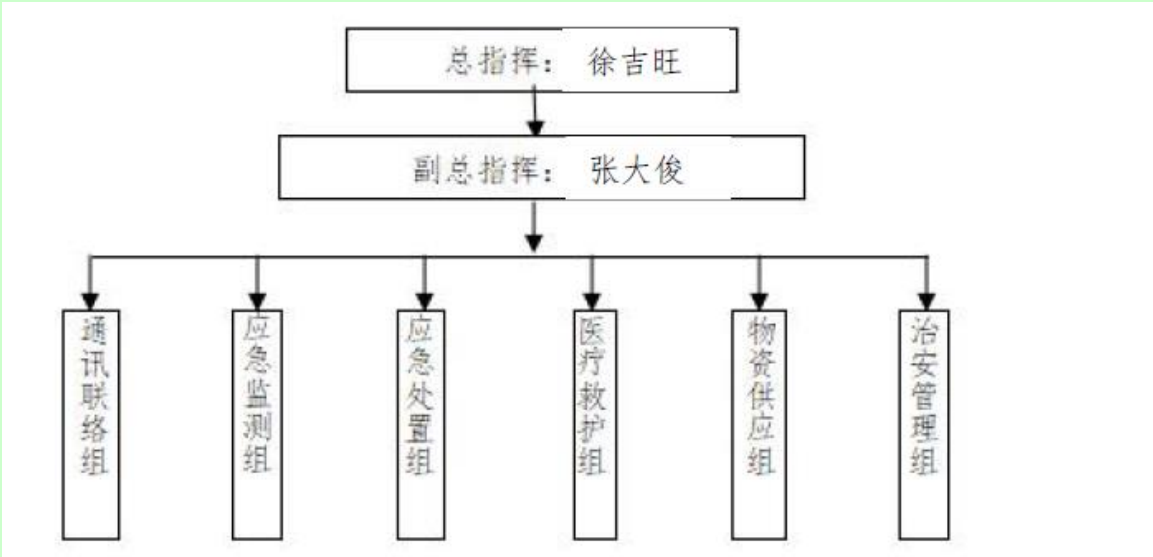 总指挥： 徐吉旺
副总指挥： 张大俊
通讯联络组
应急监测组
应急处置组
医疗救护组
物资供应组
治安管理组